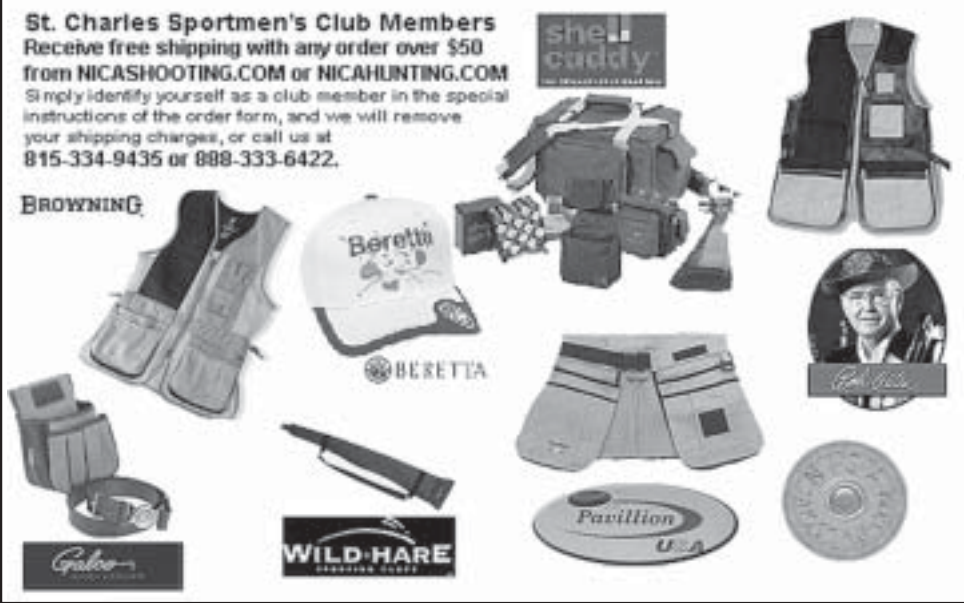 St. Charles Sportmen's Club Members
Receive free shipping with any order over $50
from NICASHOOTING.COM or NICAHUNTING.COM
Simply identify yourself as a club member in the special
instructions of the order form, and we will remove
your shipping charges, or call us at
815-334-9435 or 888-333-6422.
shell
caddy
BROWNING
Beretta
BERETTA
Galco
WILD HARE
SPORTING CLAYS
Pavillion
USA